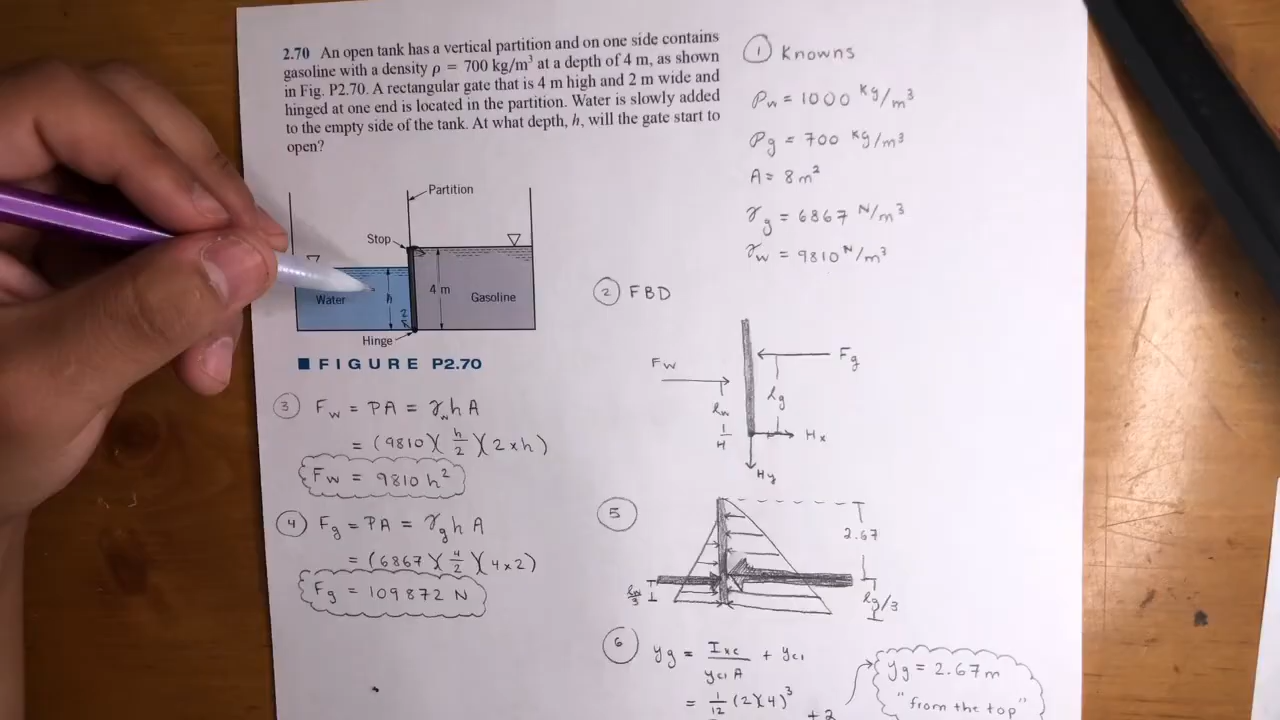 2.70 An open tank has a vertical partition and on one side contains
gasoline with a density ρ = 700 kg/m³ at a depth of 4 m, as shown
in Fig. P2.70. A rectangular gate that is 4 m high and 2 m wide and
hinged at one end is located in the partition. Water is slowly added
to the empty side of the tank. At what depth, h, will the gate start to
open?
Partition
Stop
Water
h
4 m
2
Gasoline
Hinge
FIGURE P2.70
① Knowns
ρw = 1000 kg/m³
ρg = 700 kg/m³
A = 8 m²
γg = 6867 N/m³
γw = 9810 N/m³
② FBD
Fw
Fg
lw
lg
H
Hx
Hy
③ Fw = PA = γw h A
= (9810)(h/2)(2×h)
Fw = 9810 h²
④ Fg = PA = γg h A
= (6867)(4/2)(4×2)
Fg = 109872 N
⑤
2.67
lw/3
lg/3
⑥ yg = Ixc/yc1 A + yc1
= 1/12 (2)(4)³ + 2
yg = 2.67 m
"from the top"